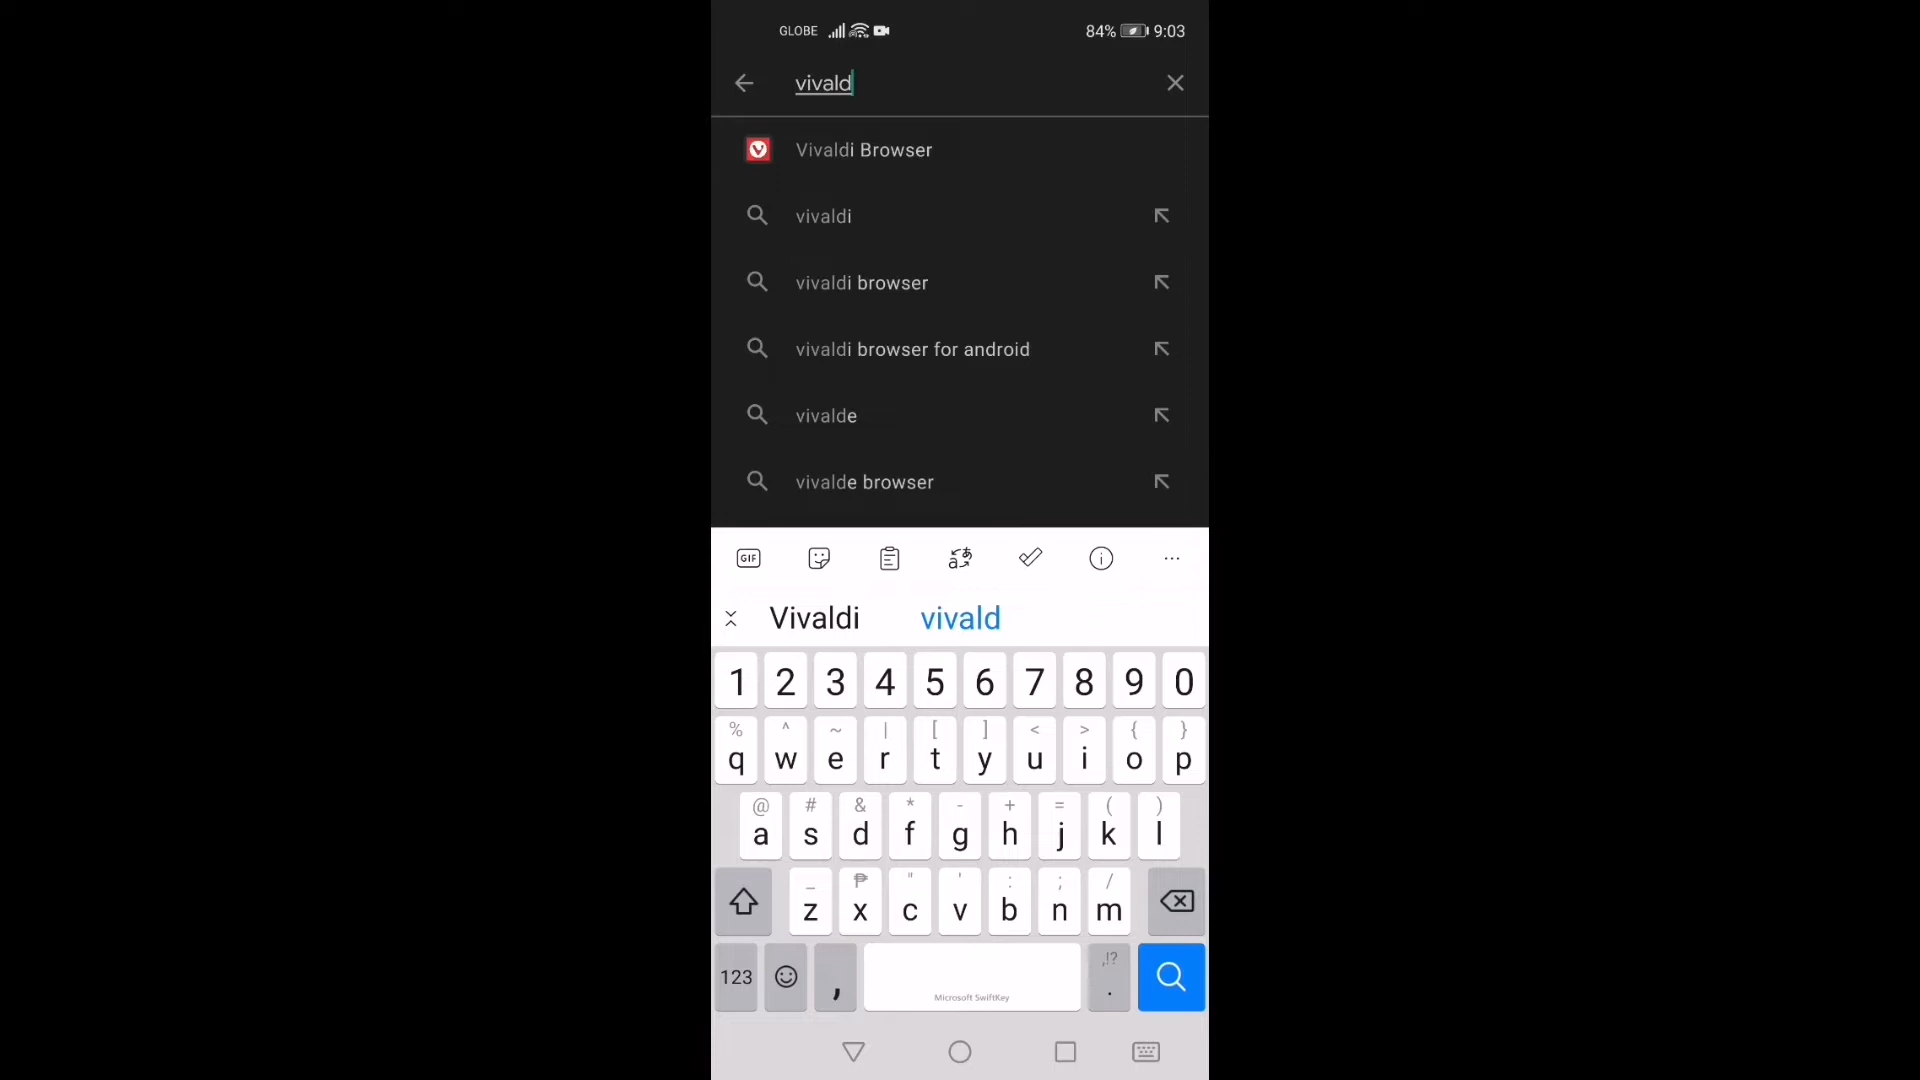 GLOBE 84% 9:03
vivald
Vivaldi Browser
vivaldi
vivaldi browser
vivaldi browser for android
vivalde
vivalde browser
GIF
Vivaldi vivald
1 2 3 4 5 6 7 8 9 0
% ^ ~ | [ ] < > { }
q w e r t y u i o p
@ # & * - + = ( )
a s d f g h j k l
_ ₱ " ' : ; /
z x c v b n m
,!?
123 , .
Microsoft SwiftKey